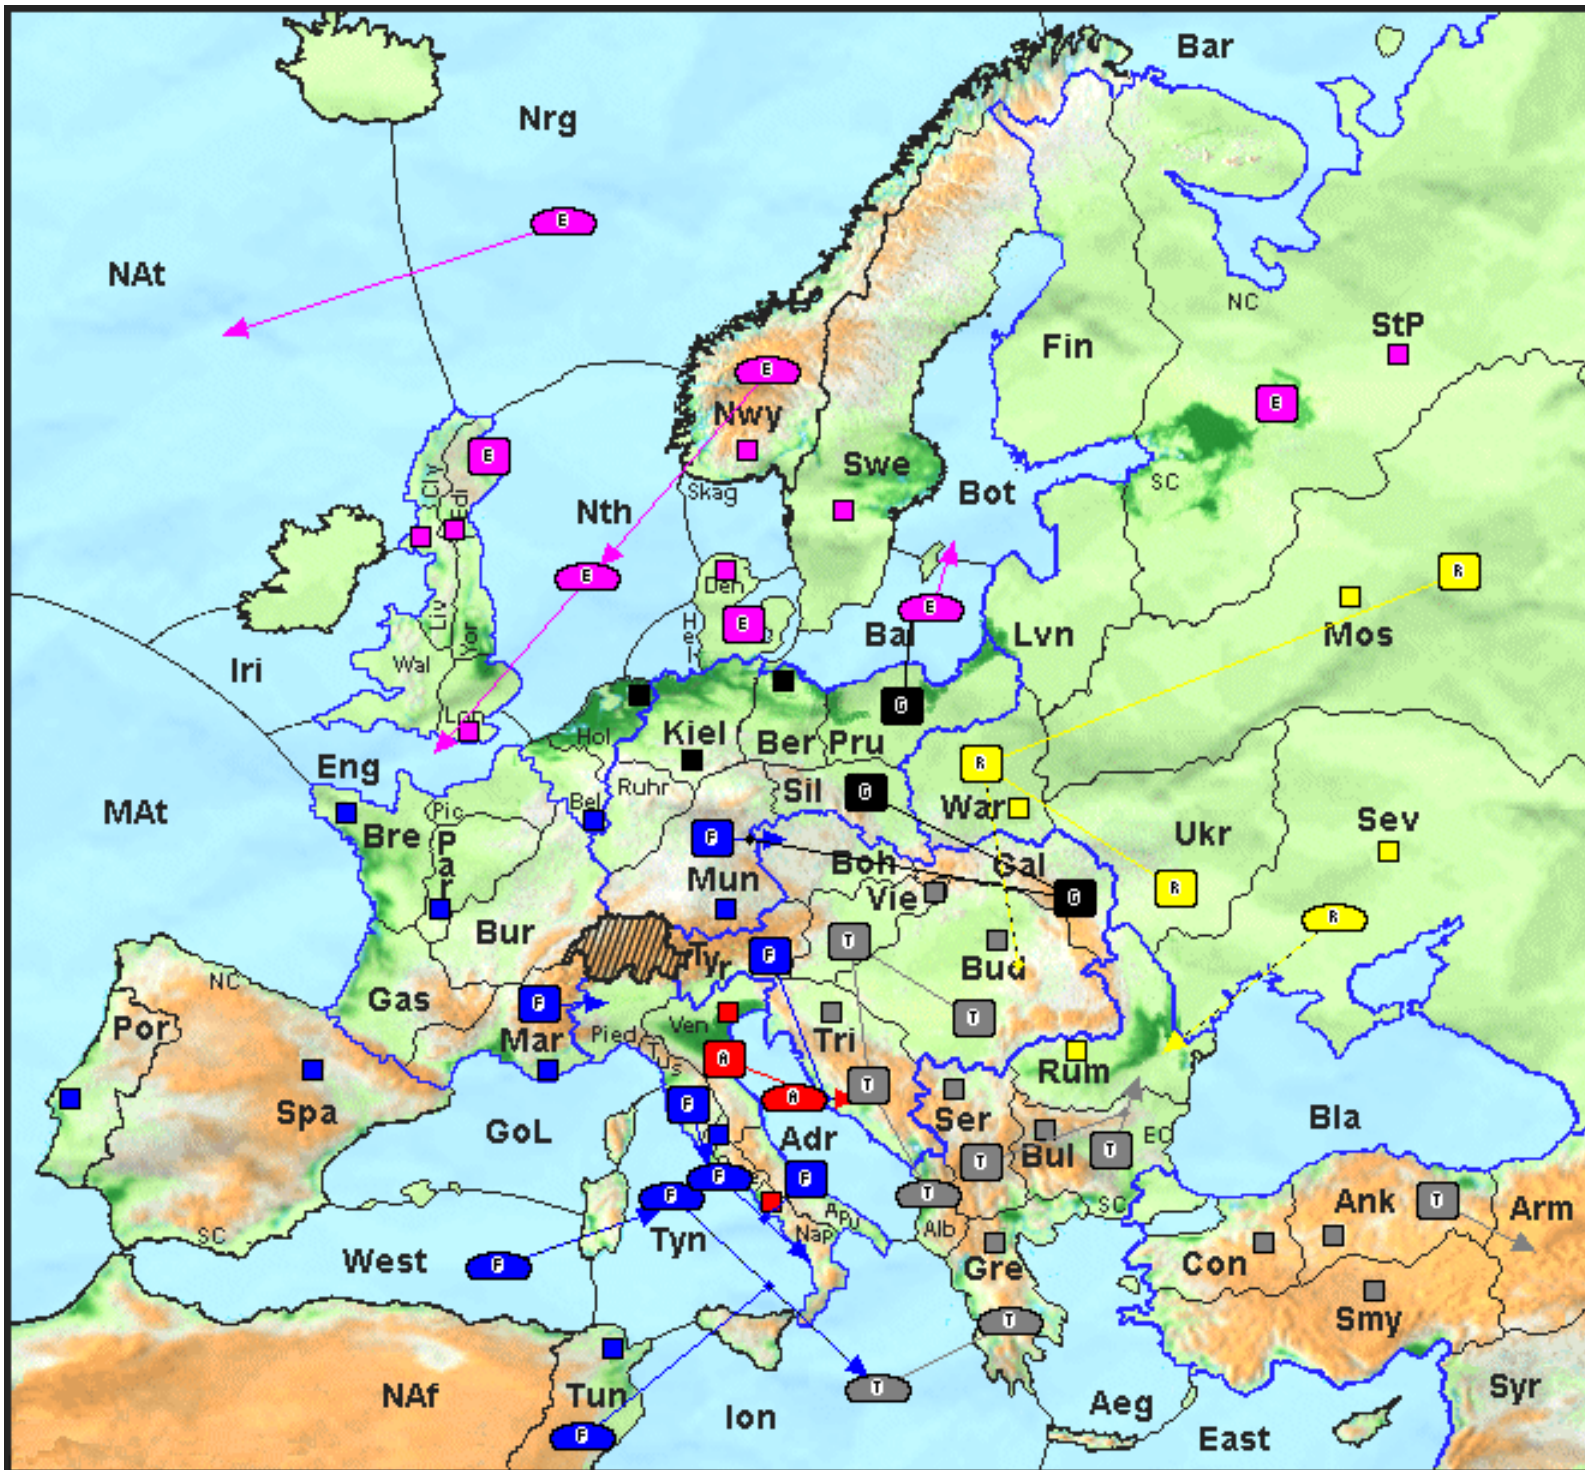 Bar
Nrg
E
NAt
NC
StP
Fin
E
E
Nwy
E
Swe
Cly
Edi
Skag
SC
Bot
Nth
E
Den
R
E
E
Hel
Bal
Lvn
Mos
Liv
Yor
Wal
Iri
Lon
G
Hol
Kiel
Ber
Pru
Eng
R
Ruhr
Sil
G
Bel
MAt
Pic
War
Sev
Bre
Par
F
Ukr
Boh
Gal
Mun
Vie
G
R
R
Bur
T
Tyr
F
Bud
NC
Gas
F
T
Por
Ven
Pied
Mar
Tri
Tus
A
Rum
T
A
F
Spa
Ser
GoL
Adr
Bla
EC
Bul
T
T
F
F
F
T
Ank
T
Arm
SC
Apu
Alb
SC
Nap
Tyn
West
F
Con
Gre
Smy
T
T
Syr
NAf
Tun
Aeg
Ion
F
East